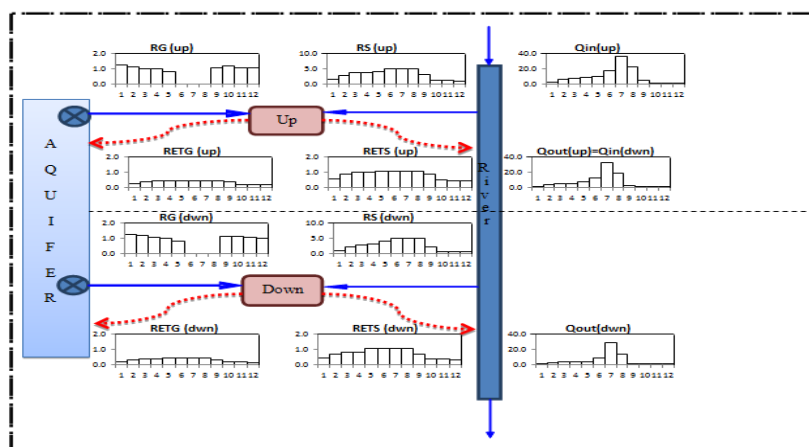 RG (up)
2.0
1.0
0.0
1 2 3 4 5 6 7 8 9 10 11 12
RS (up)
10.0
5.0
0.0
1 2 3 4 5 6 7 8 9 10 11 12
Qin(up)
40.0
20.0
0.0
1 2 3 4 5 6 7 8 9 10 11 12
Up
AQUIFER
River
RETG (up)
2.0
1.0
0.0
1 2 3 4 5 6 7 8 9 10 11 12
RETS (up)
2.0
1.0
0.0
1 2 3 4 5 6 7 8 9 10 11 12
Qout(up)=Qin(dwn)
40.0
20.0
0.0
1 2 3 4 5 6 7 8 9 10 11 12
RG (dwn)
2.0
1.0
0.0
1 2 3 4 5 6 7 8 9 10 11 12
RS (dwn)
10.0
5.0
0.0
1 2 3 4 5 6 7 8 9 10 11 12
Down
RETG (dwn)
2.0
1.0
0.0
1 2 3 4 5 6 7 8 9 10 11 12
RETS (dwn)
2.0
1.0
0.0
1 2 3 4 5 6 7 8 9 10 11 12
Qout(dwn)
40.0
20.0
0.0
1 2 3 4 5 6 7 8 9 10 11 12